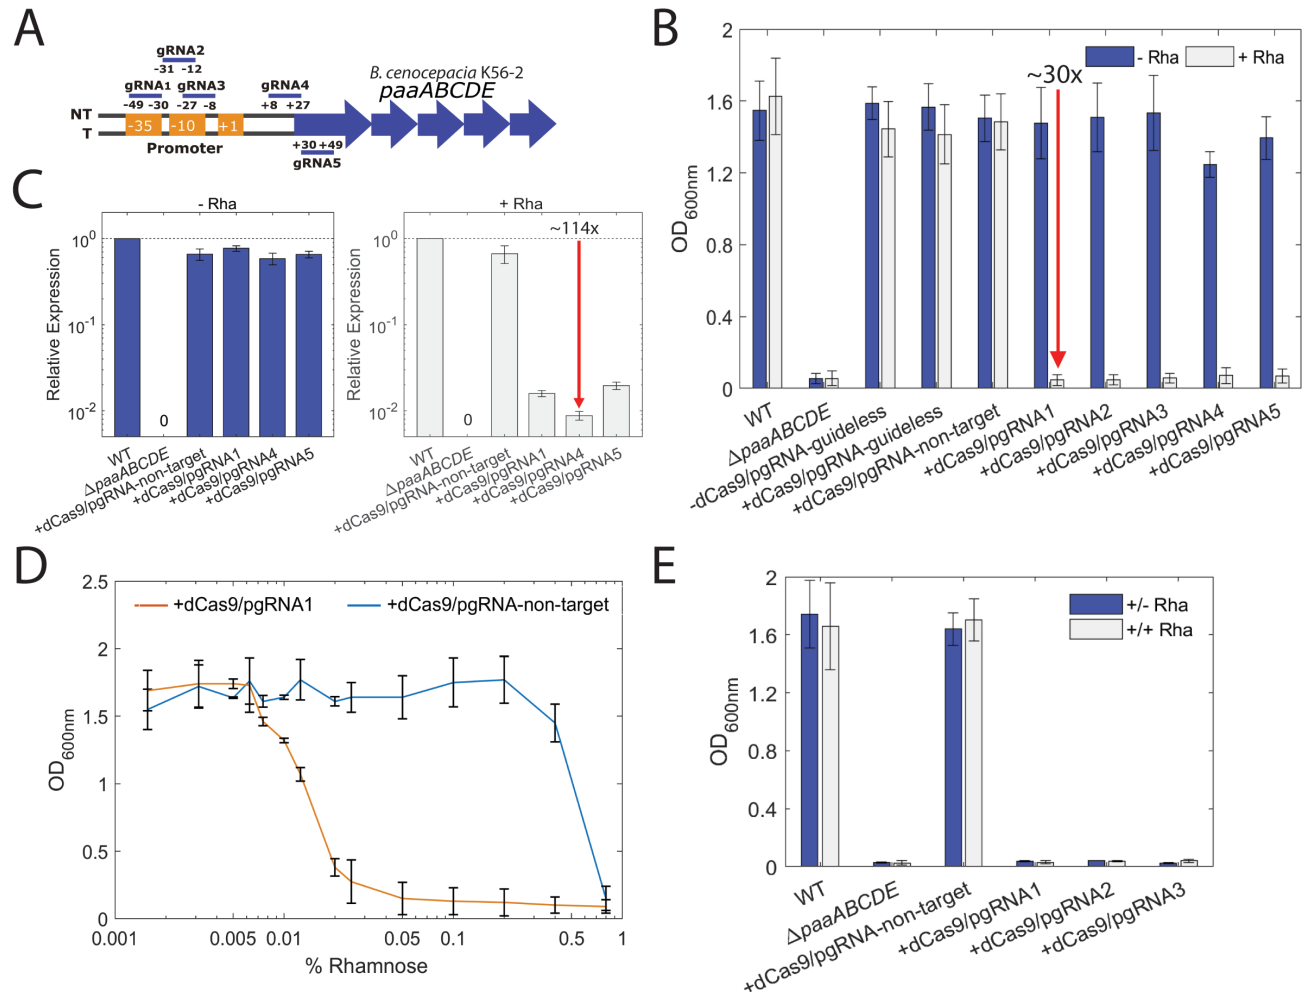 A
gRNA2
-31 -12
gRNA1 gRNA3 gRNA4
-49 -30 -27 -8 +8 +27
B. cenocepacia K56-2
paaABCDE
NT
T
-35 -10 +1
Promoter
+30 +49
gRNA5
B
2
1.6
1.2
0.8
0.4
0
OD600nm
- Rha + Rha
~30x
WT
ΔpaaABCDE
-dCas9/pgRNA-guideless
+dCas9/pgRNA-guideless
+dCas9/pgRNA-non-target
+dCas9/pgRNA1
+dCas9/pgRNA2
+dCas9/pgRNA3
+dCas9/pgRNA4
+dCas9/pgRNA5
C
- Rha
Relative Expression
10^0
10^-1
10^-2
0
WT
ΔpaaABCDE
+dCas9/pgRNA-non-target
+dCas9/pgRNA1
+dCas9/pgRNA4
+dCas9/pgRNA5
+ Rha
Relative Expression
10^0
10^-1
10^-2
~114x
0
WT
ΔpaaABCDE
+dCas9/pgRNA-non-target
+dCas9/pgRNA1
+dCas9/pgRNA4
+dCas9/pgRNA5
D
2.5
2
1.5
1
0.5
0
OD600nm
+dCas9/pgRNA1 +dCas9/pgRNA-non-target
0.001 0.005 0.01 0.05 0.1 0.5 1
% Rhamnose
E
2
1.6
1.2
0.8
0.4
0
OD600nm
+/- Rha
+/+ Rha
WT
ΔpaaABCDE
+dCas9/pgRNA-non-target
+dCas9/pgRNA1
+dCas9/pgRNA2
+dCas9/pgRNA3